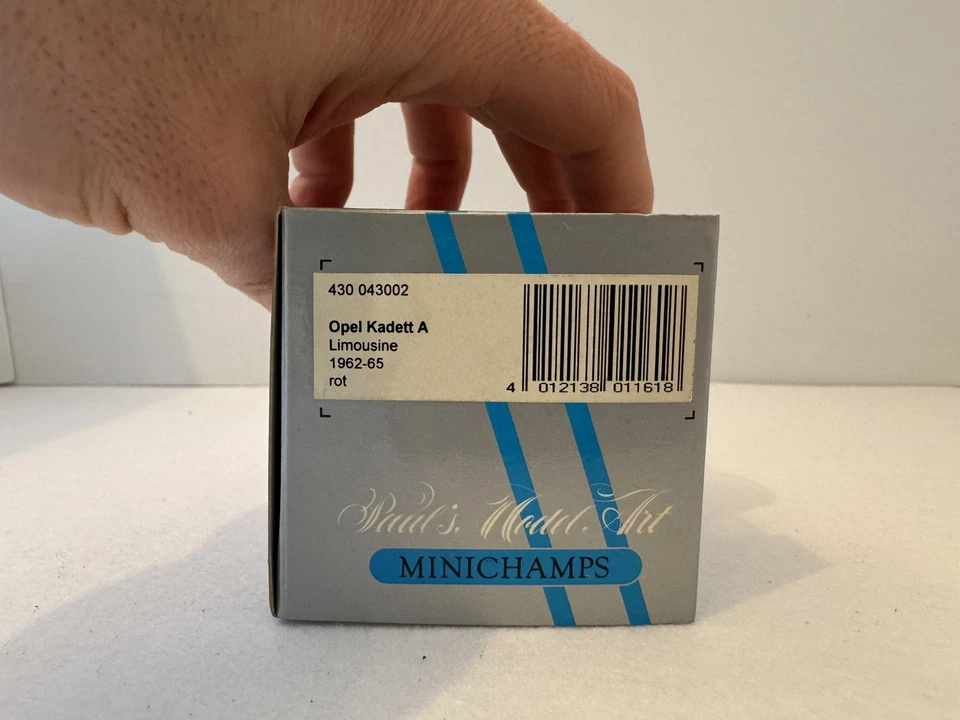 430 043002
Opel Kadett A
Limousine
1962-65
rot
4 012138 011618
Paul's Model Art
MINICHAMPS